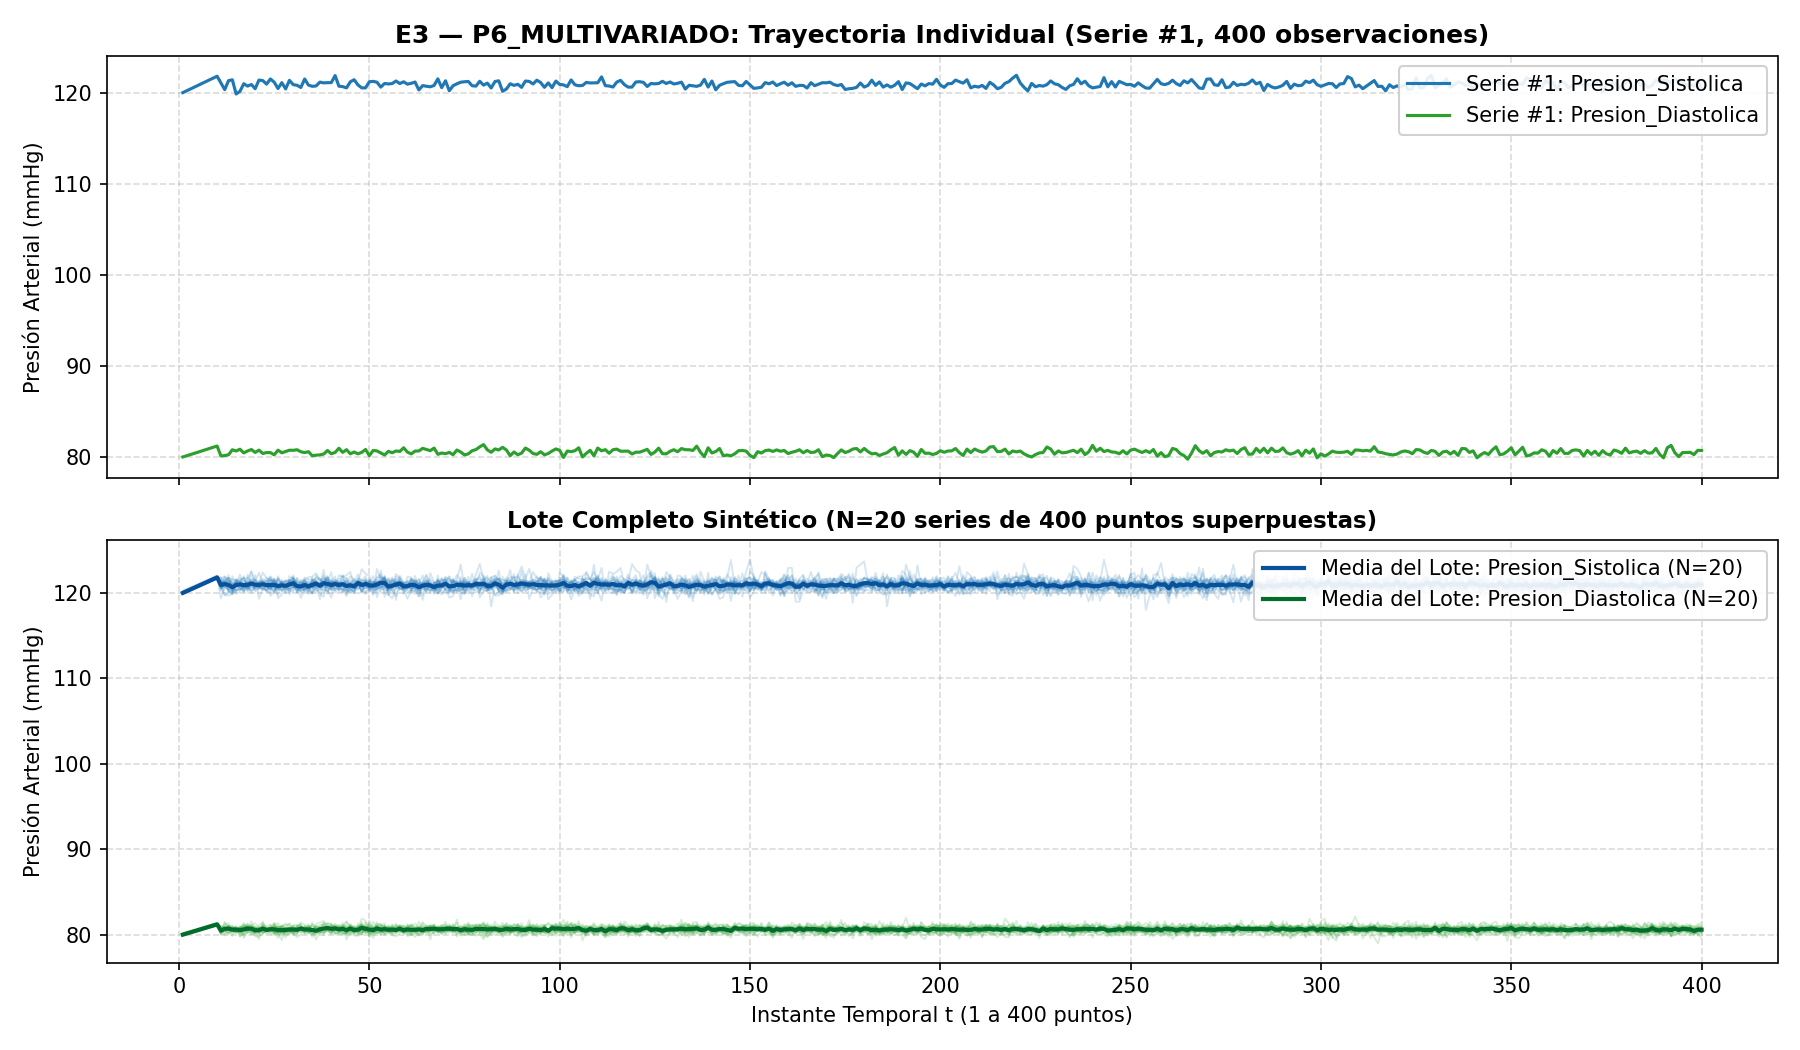 E3 — P6_MULTIVARIADO: Trayectoria Individual (Serie #1, 400 observaciones)
Serie #1: Presion_Sistolica
Serie #1: Presion_Diastolica
Presión Arterial (mmHg)
120
110
100
90
80
Lote Completo Sintético (N=20 series de 400 puntos superpuestas)
Media del Lote: Presion_Sistolica (N=20)
Media del Lote: Presion_Diastolica (N=20)
Presión Arterial (mmHg)
120
110
100
90
80
0 50 100 150 200 250 300 350 400
Instante Temporal t (1 a 400 puntos)